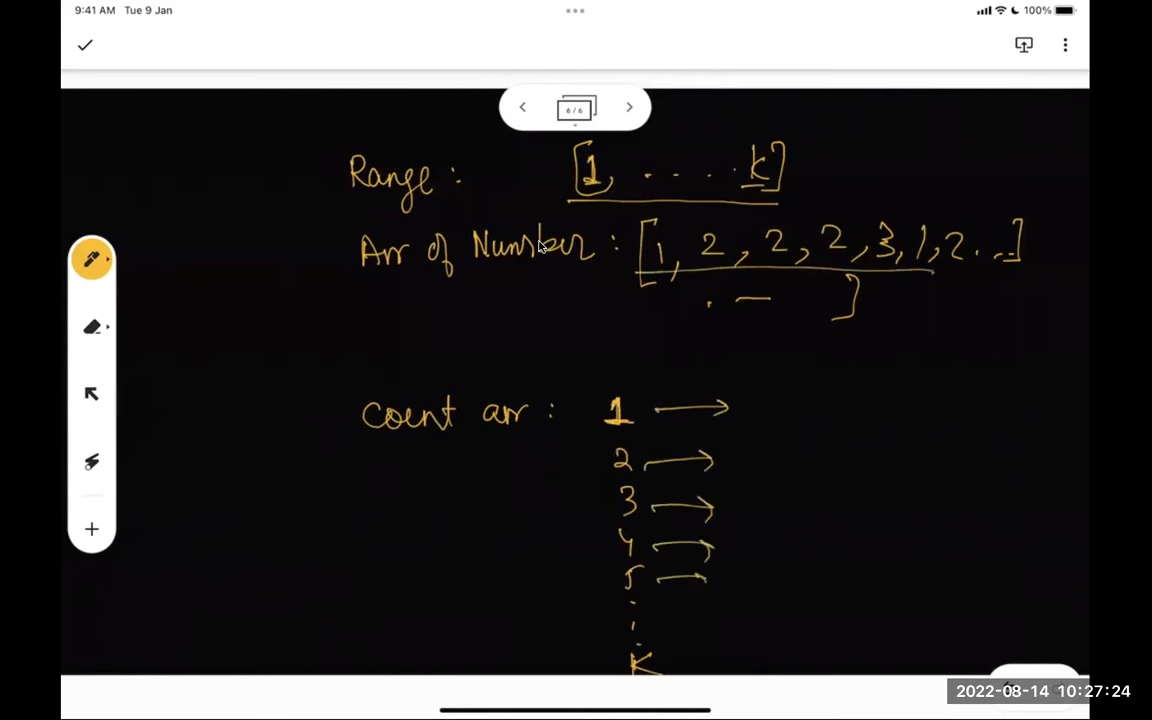 9:41 AM Tue 9 Jan
100%
6 / 6
Range : [1, . . . . k]
Arr of Number : [1, 2, 2, 2, 3, 1, 2. ..]
[ . — ]
Count arr : 1 →
2 →
3 →
4 →
5 →
K
2022-08-14 10:27:24